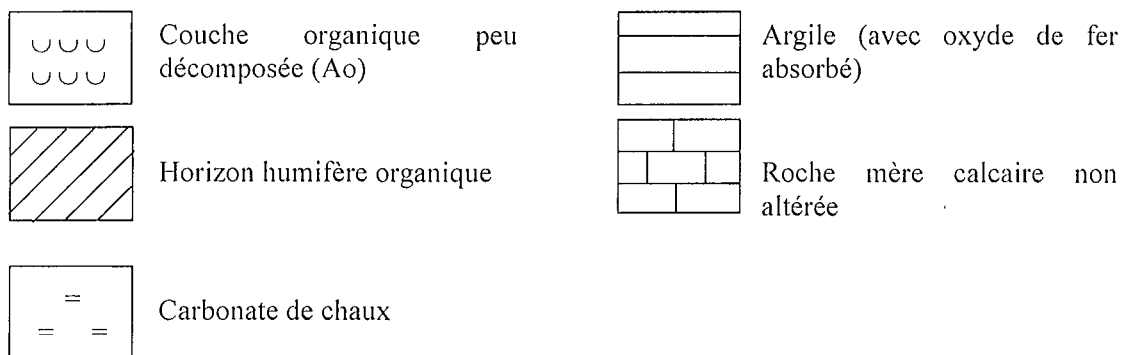 Couche organique peu
décomposée (Ao)
Argile (avec oxyde de fer
absorbé)
Horizon humifère organique
Roche mère calcaire non
altérée
Carbonate de chaux